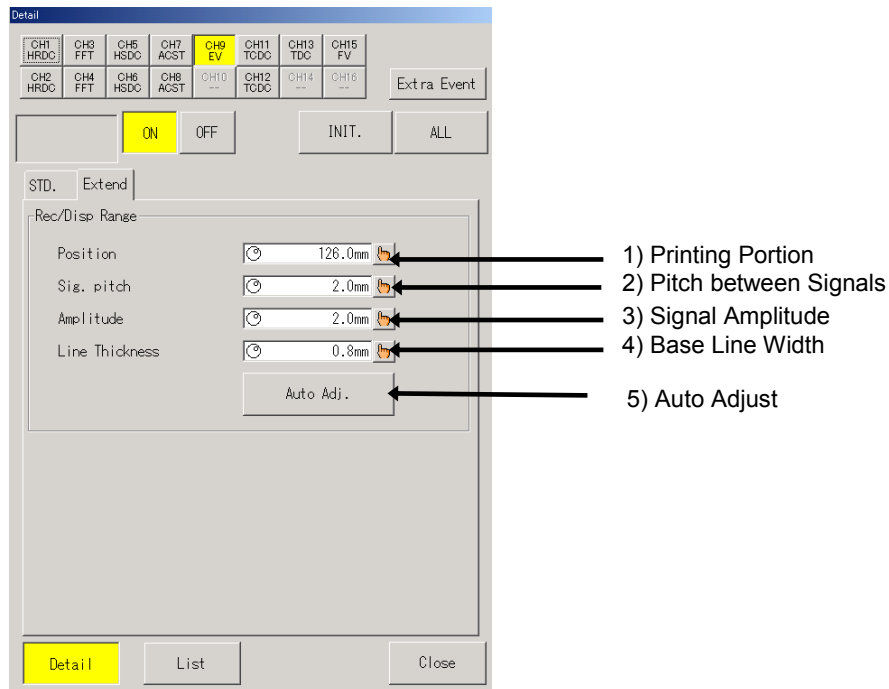 Detail
CH1 CH3 CH5 CH7 CH9 CH11 CH13 CH15
HRDC FFT HSDC ACST EV TCDC TDC FV
CH2 CH4 CH6 CH8 CH10 CH12 CH14 CH16
HRDC FFT HSDC ACST -- TCDC -- --
Extra Event
ON OFF INIT. ALL
STD. Extend
Rec/Disp Range
Position 126.0mm 1) Printing Portion
Sig. pitch 2.0mm 2) Pitch between Signals
Amplitude 2.0mm 3) Signal Amplitude
Line Thickness 0.8mm 4) Base Line Width
Auto Adj. 5) Auto Adjust
Detail List Close